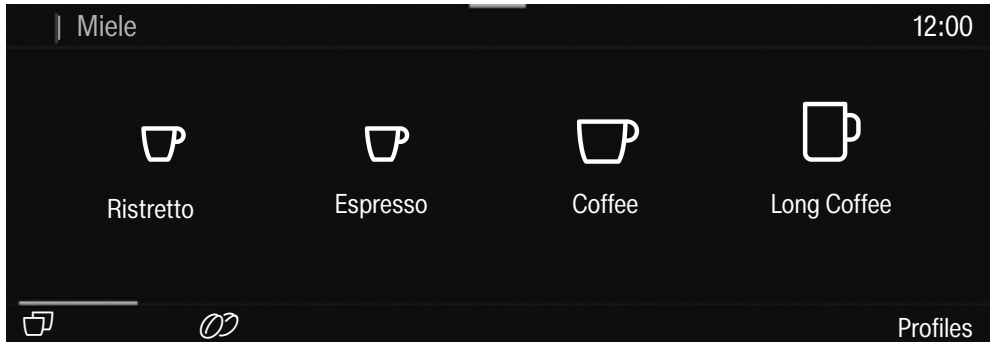 | Miele
12:00
Ristretto
Espresso
Coffee
Long Coffee
Profiles